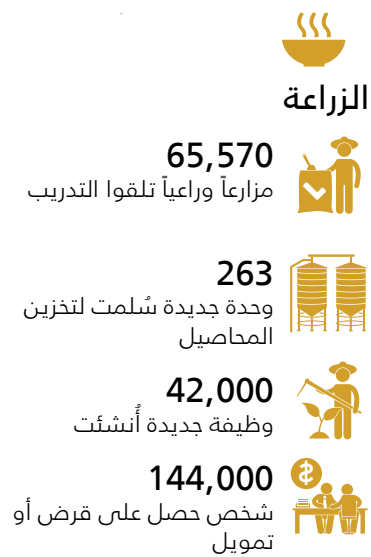 الزراعة
65,570
مزارعاً وراعياً تلقوا التدريب
263
وحدة جديدة سُلمت لتخزين
المحاصيل
42,000
وظيفة جديدة أُنشئت
144,000
شخص حصل على قرض أو
تمويل